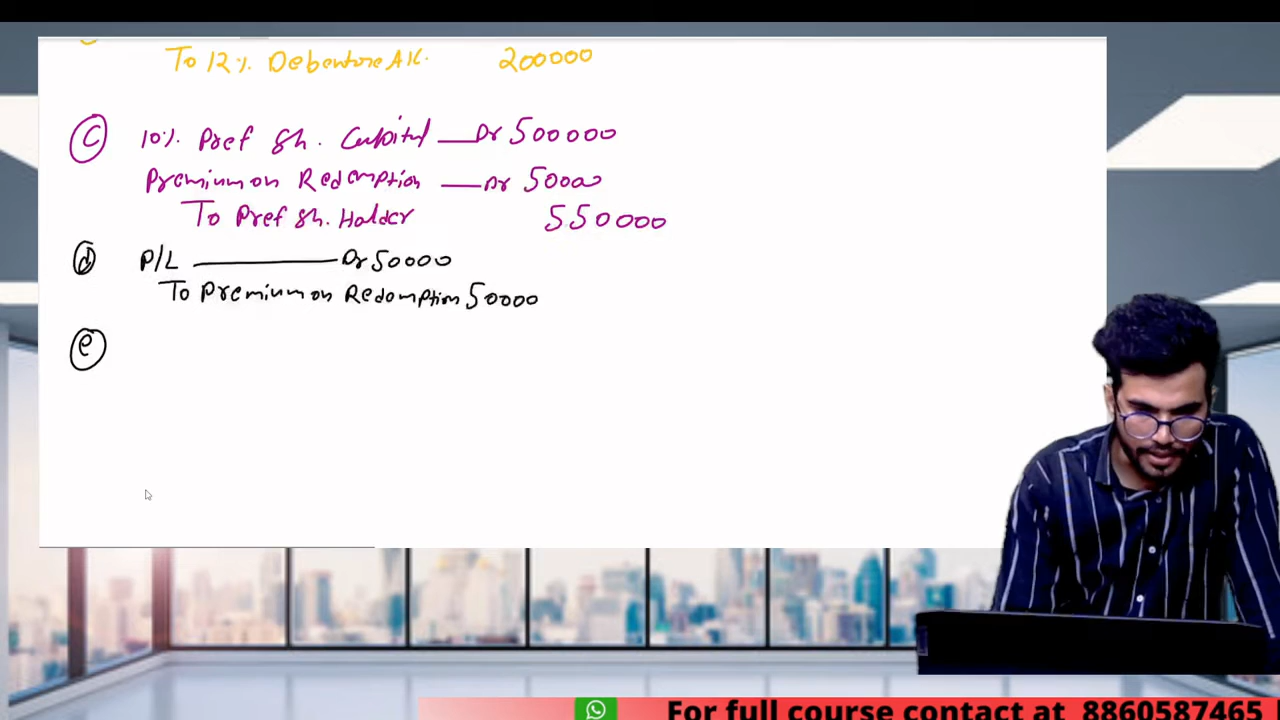 To 12% Debenture A/c. 200000
(C) 10%. Pref sh. Capital — Dr 500000
Premium on Redemption — Dr 50000
To Pref sh. Holder 550000
(d) P/L — Dr 50000
To Premium on Redemption 50000
(e)
For full course contact at 8860587465